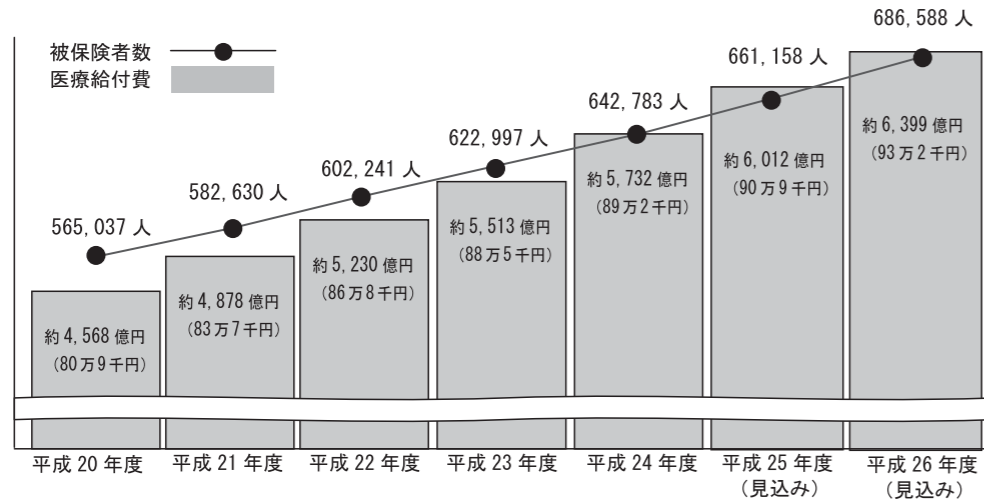 被保険者数
医療給付費
565,037 人
582,630 人
602,241 人
622,997 人
642,783 人
661,158 人
686,588 人
約 4,568 億円
（80 万 9 千円）
約 4,878 億円
（83 万 7 千円）
約 5,230 億円
（86 万 8 千円）
約 5,513 億円
（88 万 5 千円）
約 5,732 億円
（89 万 2 千円）
約 6,012 億円
（90 万 9 千円）
約 6,399 億円
（93 万 2 千円）
平成 20 年度
平成 21 年度
平成 22 年度
平成 23 年度
平成 24 年度
平成 25 年度
（見込み）
平成 26 年度
（見込み）